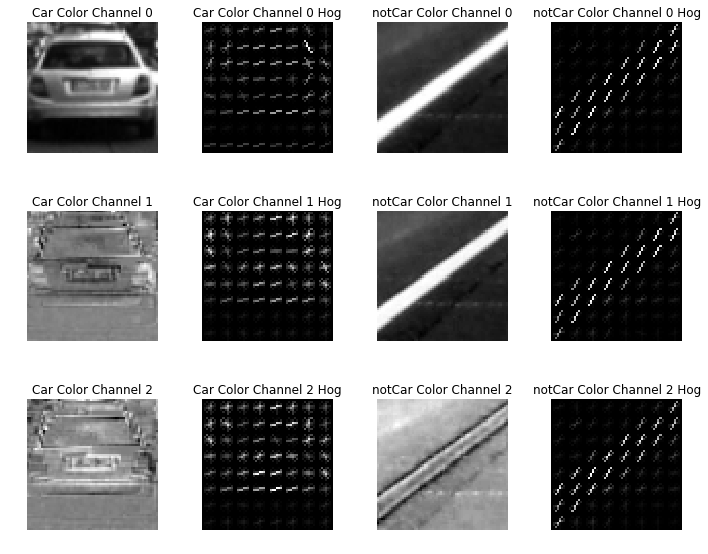 Car Color Channel 0
Car Color Channel 0 Hog
notCar Color Channel 0
notCar Color Channel 0 Hog
Car Color Channel 1
Car Color Channel 1 Hog
notCar Color Channel 1
notCar Color Channel 1 Hog
Car Color Channel 2
Car Color Channel 2 Hog
notCar Color Channel 2
notCar Color Channel 2 Hog